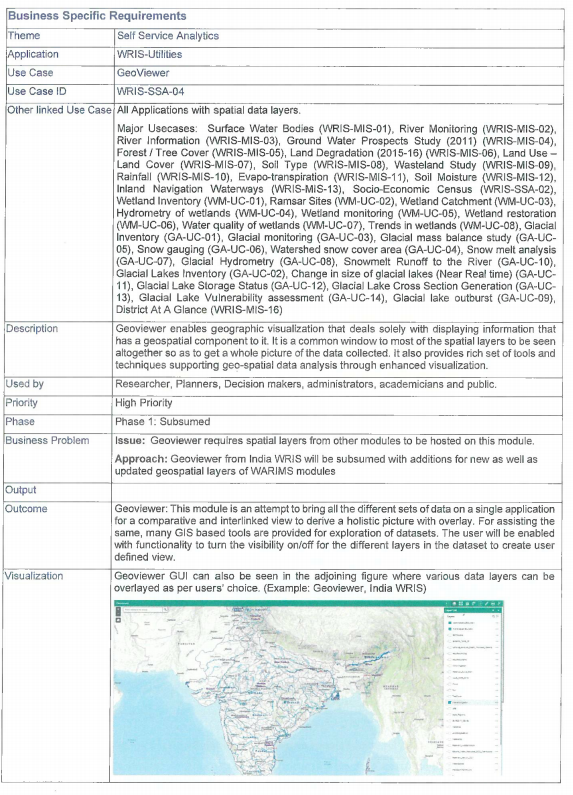 Business Specific Requirements
Theme Self Service Analytics
Application WRIS-Utilities
Use Case GeoViewer
Use Case ID WRIS-SSA-04
Other linked Use Case All Applications with spatial data layers.
Major Usecases: Surface Water Bodies (WRIS-MIS-01), River Monitoring (WRIS-MIS-02),
River Information (WRIS-MIS-03), Ground Water Prospects Study (2011) (WRIS-MIS-04),
Forest / Tree Cover (WRIS-MIS-05), Land Degradation (2015-16) (WRIS-MIS-06), Land Use –
Land Cover (WRIS-MIS-07), Soil Type (WRIS-MIS-08), Wasteland Study (WRIS-MIS-09),
Rainfall (WRIS-MIS-10), Evapo-transpiration (WRIS-MIS-11), Soil Moisture (WRIS-MIS-12),
Inland Navigation Waterways (WRIS-MIS-13), Socio-Economic Census (WRIS-SSA-02),
Wetland Inventory (WM-UC-01), Ramsar Sites (WM-UC-02), Wetland Catchment (WM-UC-03),
Hydrometry of wetlands (WM-UC-04), Wetland monitoring (WM-UC-05), Wetland restoration
(WM-UC-06), Water quality of wetlands (WM-UC-07), Trends in wetlands (WM-UC-08), Glacial
Inventory (GA-UC-01), Glacial monitoring (GA-UC-03), Glacial mass balance study (GA-UC-
05), Snow gauging (GA-UC-06), Watershed snow cover area (GA-UC-04), Snow melt analysis
(GA-UC-07), Glacial Hydrometry (GA-UC-08), Snowmelt Runoff to the River (GA-UC-10),
Glacial Lakes Inventory (GA-UC-02), Change in size of glacial lakes (Near Real time) (GA-UC-
11), Glacial Lake Storage Status (GA-UC-12), Glacial Lake Cross Section Generation (GA-UC-
13), Glacial Lake Vulnerability assessment (GA-UC-14), Glacial lake outburst (GA-UC-09),
District At A Glance (WRIS-MIS-16)
Description Geoviewer enables geographic visualization that deals solely with displaying information that
has a geospatial component to it. It is a common window to most of the spatial layers to be seen
altogether so as to get a whole picture of the data collected. It also provides rich set of tools and
techniques supporting geo-spatial data analysis through enhanced visualization.
Used by Researcher, Planners, Decision makers, administrators, academicians and public.
Priority High Priority
Phase Phase 1: Subsumed
Business Problem Issue: Geoviewer requires spatial layers from other modules to be hosted on this module.
Approach: Geoviewer from India WRIS will be subsumed with additions for new as well as
updated geospatial layers of WARIMS modules
Output
Outcome Geoviewer: This module is an attempt to bring all the different sets of data on a single application
for a comparative and interlinked view to derive a holistic picture with overlay. For assisting the
same, many GIS based tools are provided for exploration of datasets. The user will be enabled
with functionality to turn the visibility on/off for the different layers in the dataset to create user
defined view.
Visualization Geoviewer GUI can also be seen in the adjoining figure where various data layers can be
overlayed as per users' choice. (Example: Geoviewer, India WRIS)